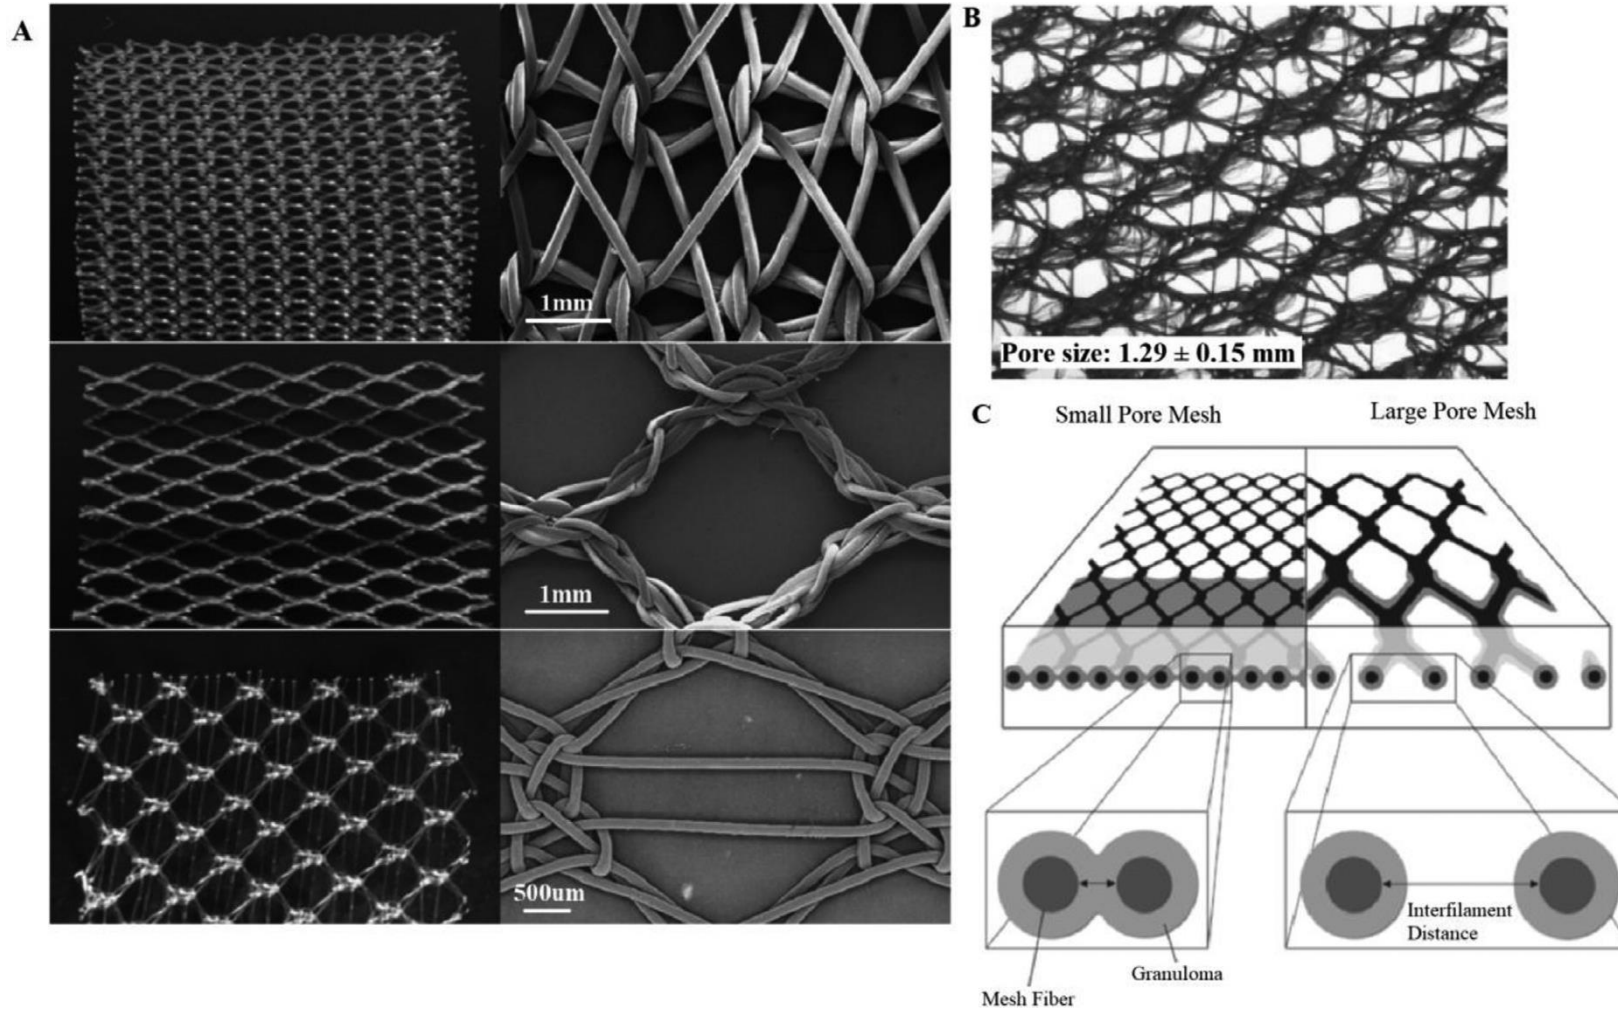 A
1mm
1mm
500um
B
Pore size: 1.29 ± 0.15 mm
C
Small Pore Mesh
Large Pore Mesh
Interfilament
Distance
Granuloma
Mesh Fiber